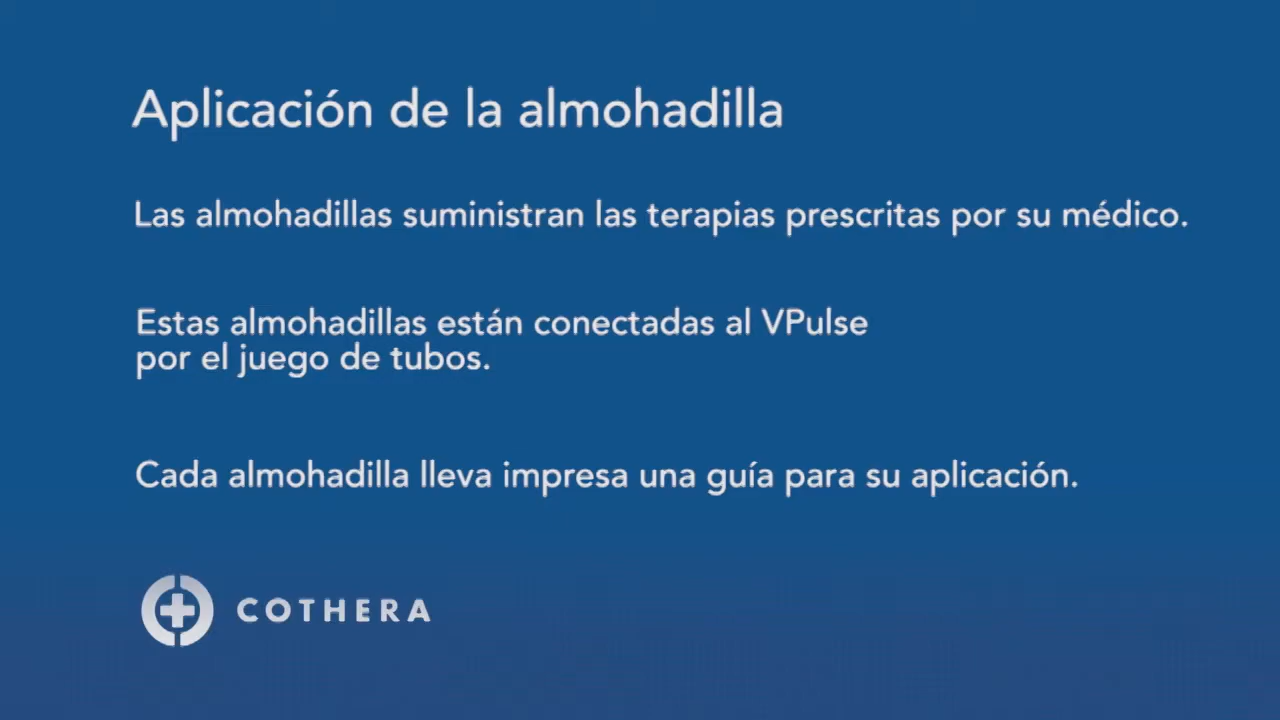 Aplicación de la almohadilla
Las almohadillas suministran las terapias prescritas por su médico.
Estas almohadillas están conectadas al VPulse
por el juego de tubos.
Cada almohadilla lleva impresa una guía para su aplicación.
COTHERA